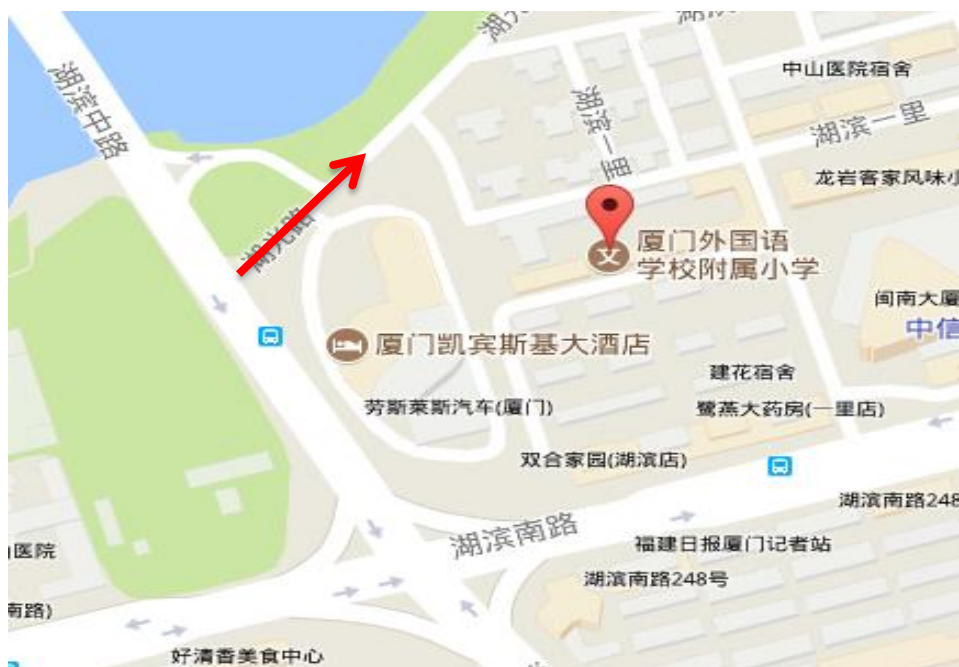 湖光
湖滨
中山医院宿舍
湖滨中路
湖滨一里
湖滨一里
龙岩客家风味小
湖光路
厦门外国语
学校附属小学
闽南大厦
中信
厦门凯宾斯基大酒店
建花宿舍
劳斯莱斯汽车(厦门)
鹭燕大药房(一里店)
双合家园(湖滨店)
湖滨南路248
湖滨南路
福建日报厦门记者站
医院
湖滨南路248号
南路)
好清香美食中心